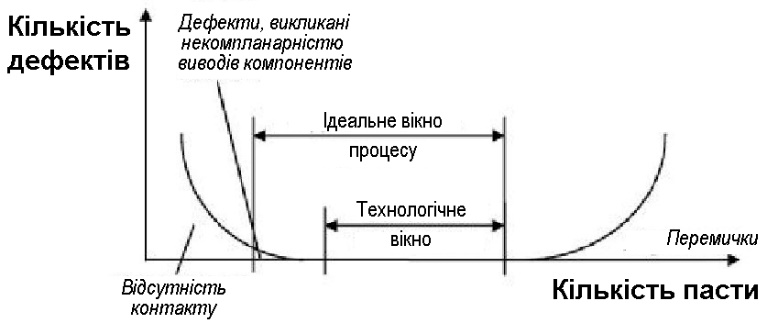 Кількість
дефектів
Дефекти, викликані
некомпланарністю
виводів компонентів
Ідеальне вікно
процесу
Технологічне
вікно
Перемички
Відсутність
контакту
Кількість пасти